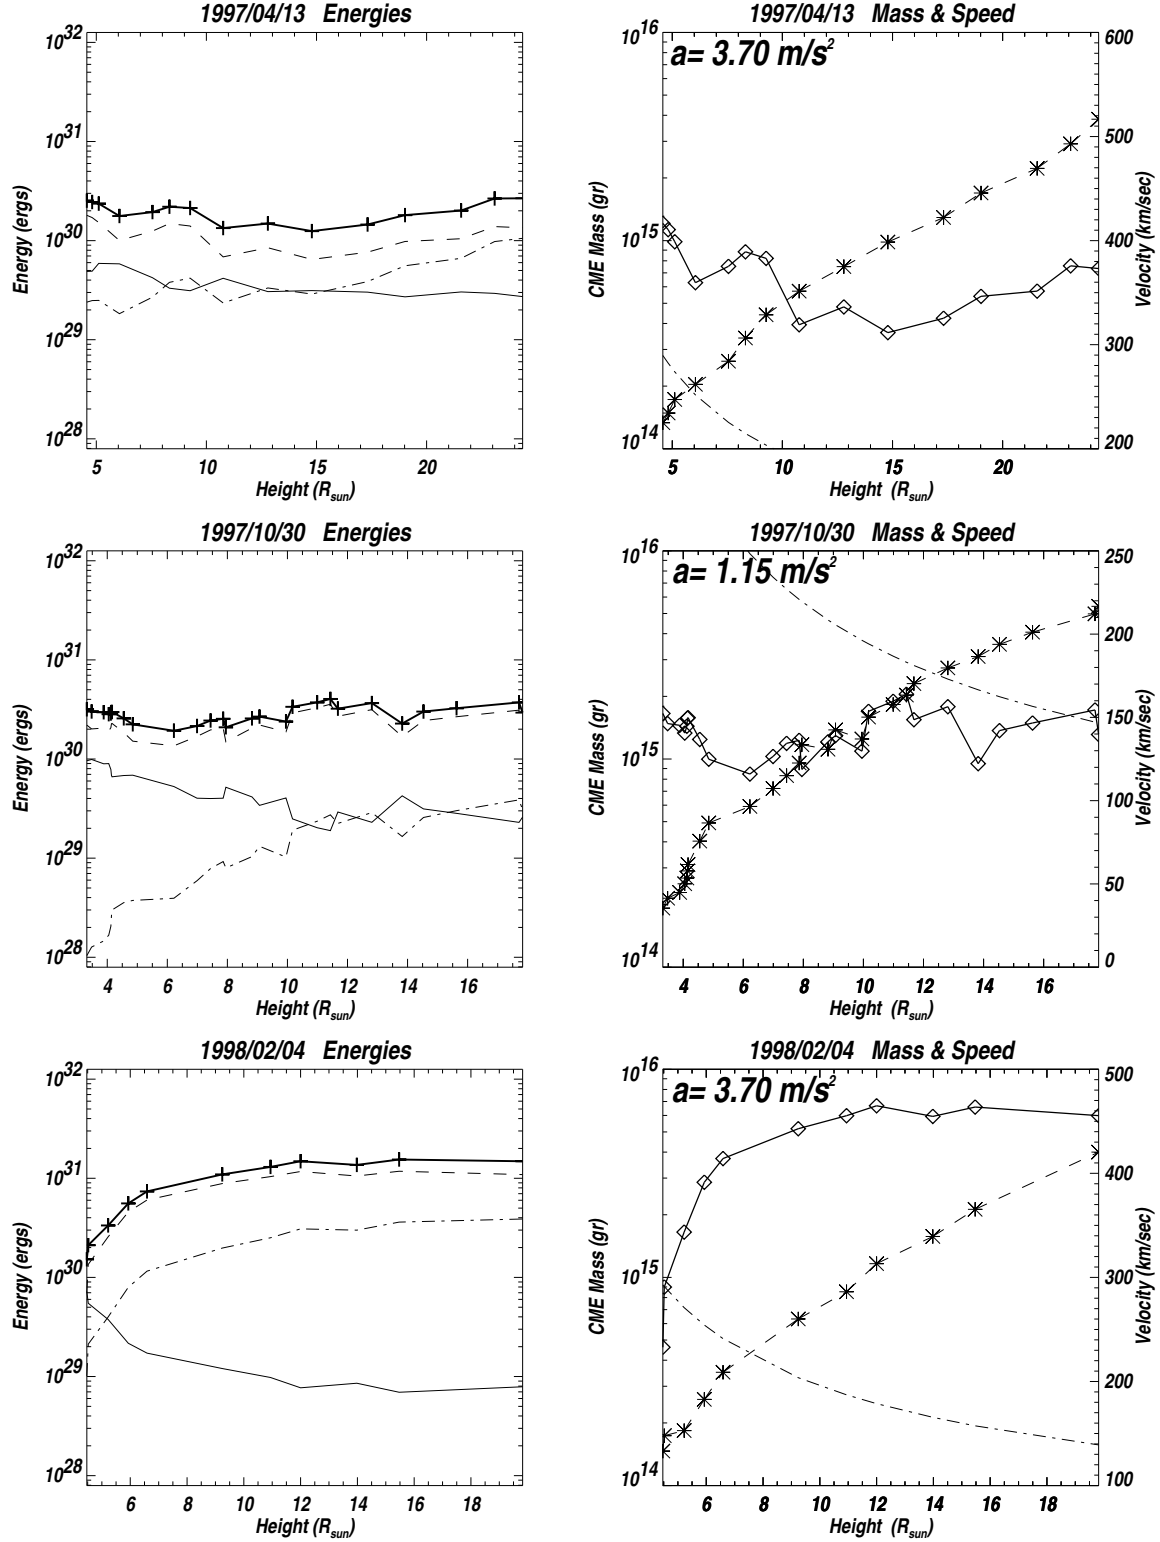 1997/04/13 Energies
10^32
10^31
10^30
10^29
10^28
Energy (ergs)
5 10 15 20
Height (R_sun)
1997/04/13 Mass & Speed
a= 3.70 m/s^2
10^16
10^15
10^14
CME Mass (gr)
600
500
400
300
200
Velocity (km/sec)
5 10 15 20
Height (R_sun)
1997/10/30 Energies
10^32
10^31
10^30
10^29
10^28
Energy (ergs)
4 6 8 10 12 14 16
Height (R_sun)
1997/10/30 Mass & Speed
a= 1.15 m/s^2
10^16
10^15
10^14
CME Mass (gr)
250
200
150
100
50
0
Velocity (km/sec)
4 6 8 10 12 14 16
Height (R_sun)
1998/02/04 Energies
10^32
10^31
10^30
10^29
10^28
Energy (ergs)
6 8 10 12 14 16 18
Height (R_sun)
1998/02/04 Mass & Speed
a= 3.70 m/s^2
10^16
10^15
10^14
CME Mass (gr)
500
400
300
200
100
Velocity (km/sec)
6 8 10 12 14 16 18
Height (R_sun)